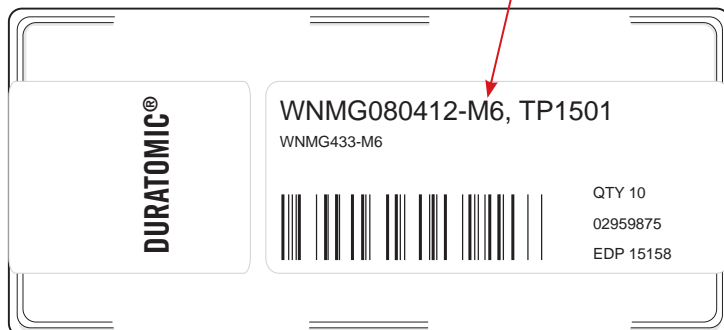 DURATOMIC®
WNMG080412-M6, TP1501
WNMG433-M6
QTY 10
02959875
EDP 15158